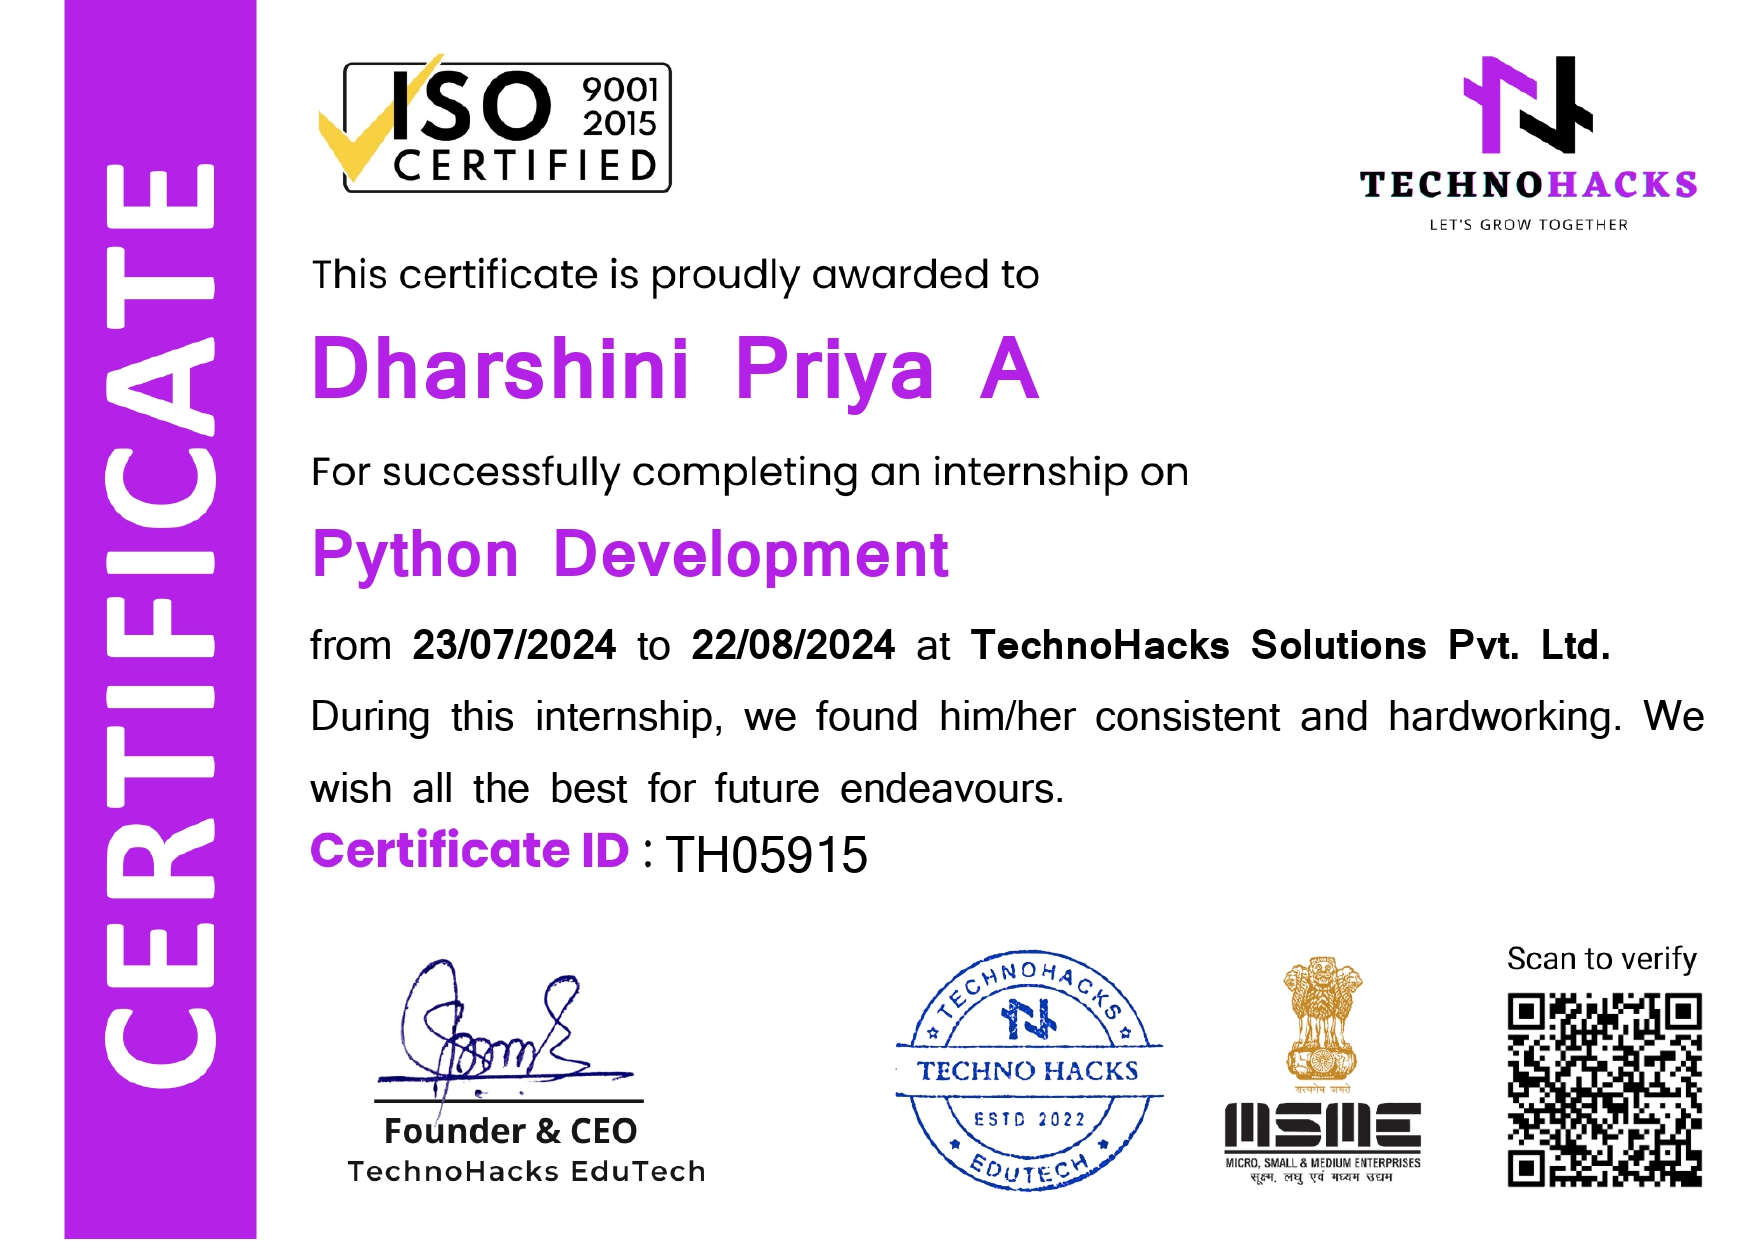 CERTIFICATE
ISO 9001
2015
CERTIFIED
TECHNOHACKS
LET'S GROW TOGETHER
This certificate is proudly awarded to
Dharshini Priya A
For successfully completing an internship on
Python Development
from 23/07/2024 to 22/08/2024 at TechnoHacks Solutions Pvt. Ltd.
During this internship, we found him/her consistent and hardworking. We
wish all the best for future endeavours.
Certificate ID : TH05915
Founder & CEO
TechnoHacks EduTech
TECHNOHACKS
TECHNO HACKS
ESTD 2022
EDUTECH
सत्यमेव जयते
MSME
MICRO, SMALL & MEDIUM ENTERPRISES
सूक्ष्म, लघु एवं मध्यम उद्यम
Scan to verify